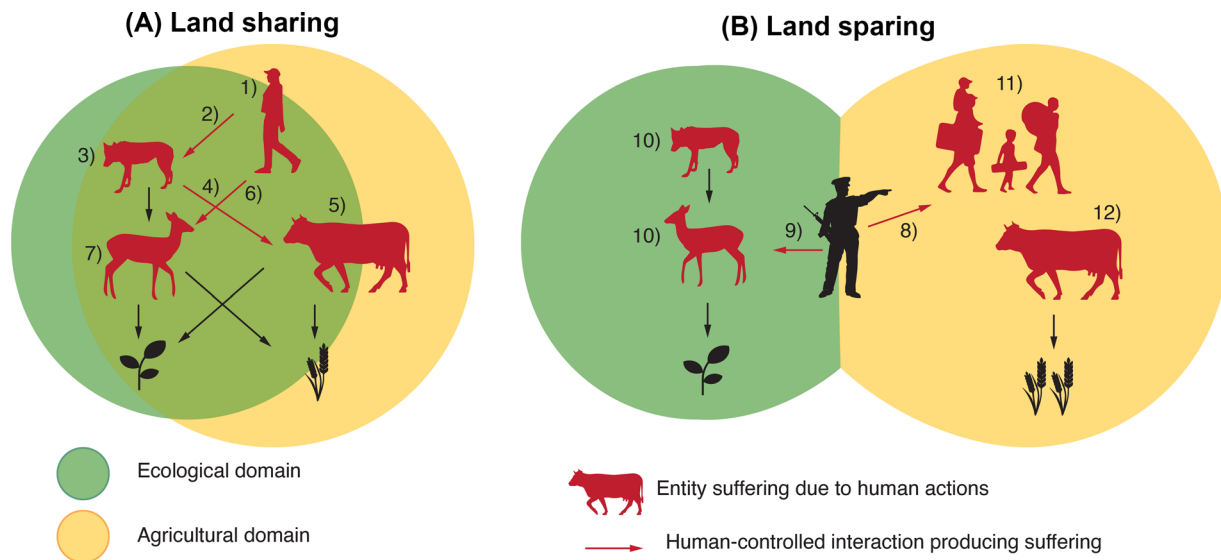 (A) Land sharing
(B) Land sparing
1)
2)
3)
4)
6)
5)
7)
11)
10)
10)
9)
8)
12)
Ecological domain
Agricultural domain
Entity suffering due to human actions
Human-controlled interaction producing suffering